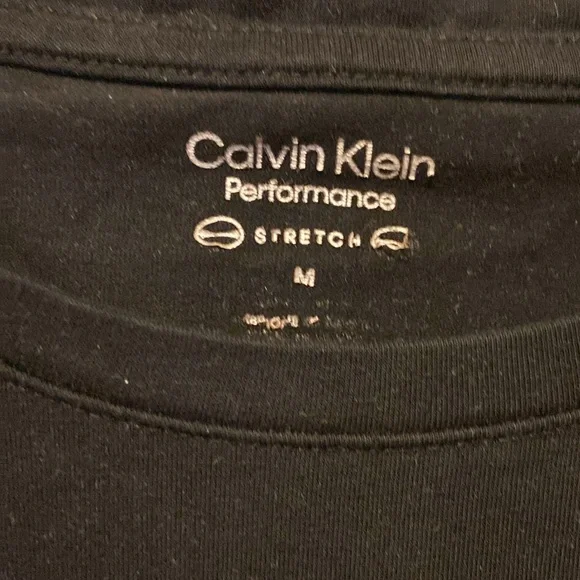 Calvin Klein
Performance
STRETCH
M